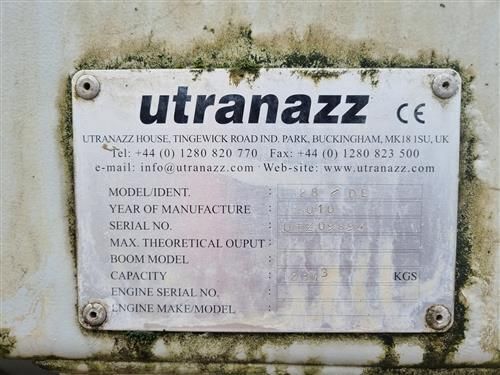 utranazz CE
UTRANAZZ HOUSE, TINGEWICK ROAD IND. PARK, BUCKINGHAM, MK18 1SU, UK
Tel: +44 (0) 1280 820 770 Fax: +44 (0) 1280 823 500
e-mail: info@utranazz.com Web-site: www.utranazz.com
MODEL/IDENT.
YEAR OF MANUFACTURE 2010
SERIAL NO.
MAX. THEORETICAL OUPUT
BOOM MODEL
CAPACITY KGS
ENGINE SERIAL NO.
ENGINE MAKE/MODEL